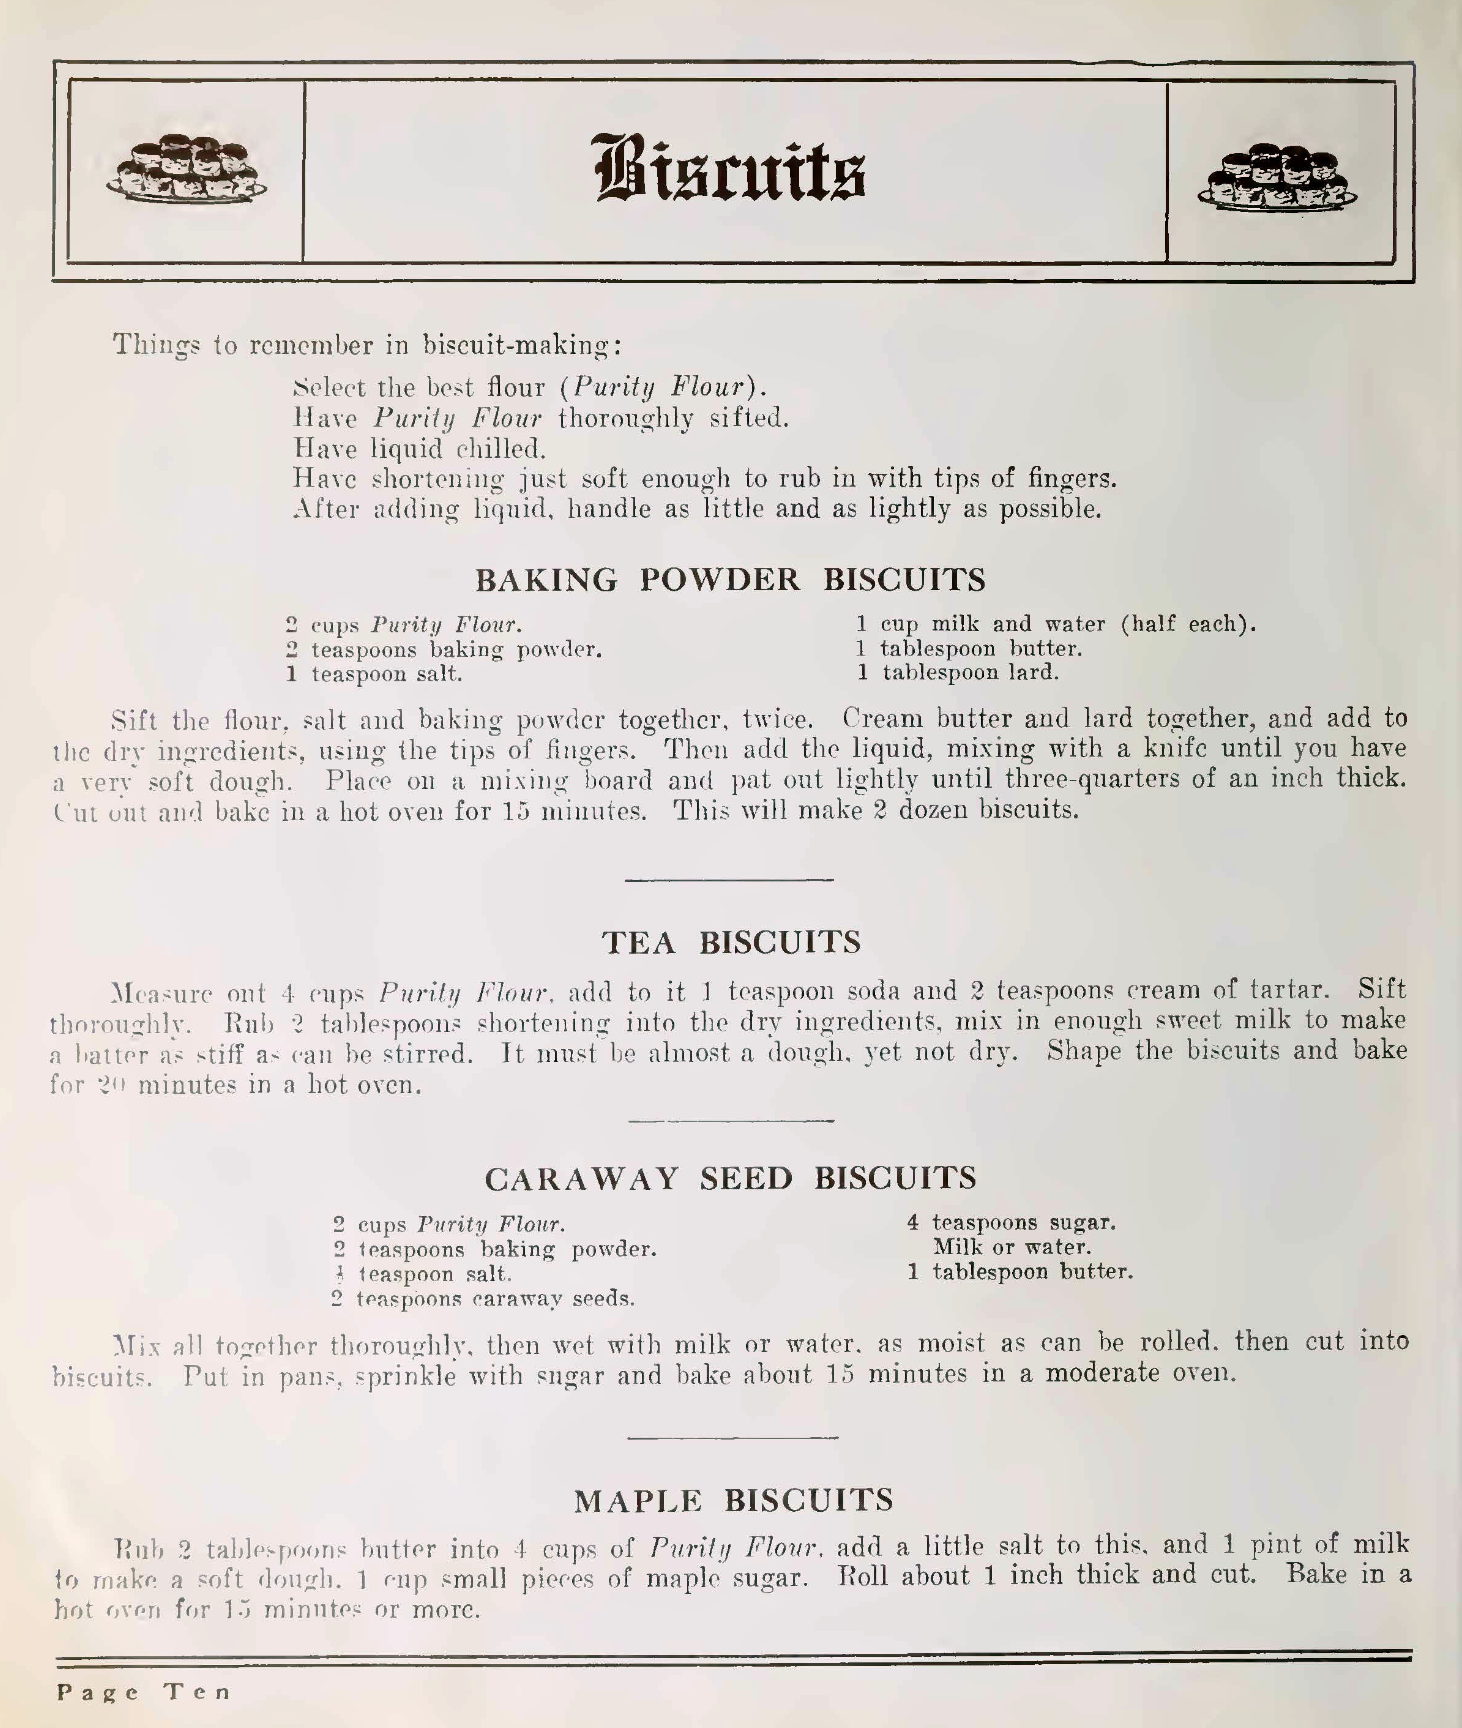 Biscuits
Things to remember in biscuit-making:
Select the best flour (Purity Flour).
Have Purity Flour thoroughly sifted.
Have liquid chilled.
Have shortening just soft enough to rub in with tips of fingers.
After adding liquid, handle as little and as lightly as possible.
BAKING POWDER BISCUITS
2 cups Purity Flour.
2 teaspoons baking powder.
1 teaspoon salt.
1 cup milk and water (half each).
1 tablespoon butter.
1 tablespoon lard.
Sift the flour, salt and baking powder together, twice. Cream butter and lard together, and add to
the dry ingredients, using the tips of fingers. Then add the liquid, mixing with a knife until you have
a very soft dough. Place on a mixing board and pat out lightly until three-quarters of an inch thick.
Cut out and bake in a hot oven for 15 minutes. This will make 2 dozen biscuits.
TEA BISCUITS
Measure out 4 cups Purity Flour, add to it 1 teaspoon soda and 2 teaspoons cream of tartar. Sift
thoroughly. Rub 2 tablespoons shortening into the dry ingredients, mix in enough sweet milk to make
a batter as stiff as can be stirred. It must be almost a dough, yet not dry. Shape the biscuits and bake
for 20 minutes in a hot oven.
CARAWAY SEED BISCUITS
2 cups Purity Flour.
2 teaspoons baking powder.
teaspoon salt.
2 teaspoons caraway seeds.
4 teaspoons sugar.
Milk or water.
1 tablespoon butter.
Mix all together thoroughly, then wet with milk or water, as moist as can be rolled, then cut into
biscuits. Put in pans, sprinkle with sugar and bake about 15 minutes in a moderate oven.
MAPLE BISCUITS
Rub 2 tablespoons butter into 4 cups of Purity Flour, add a little salt to this, and 1 pint of milk
to make a soft dough, 1 cup small pieces of maple sugar. Roll about 1 inch thick and cut. Bake in a
hot oven for 15 minutes or more.
Page Ten